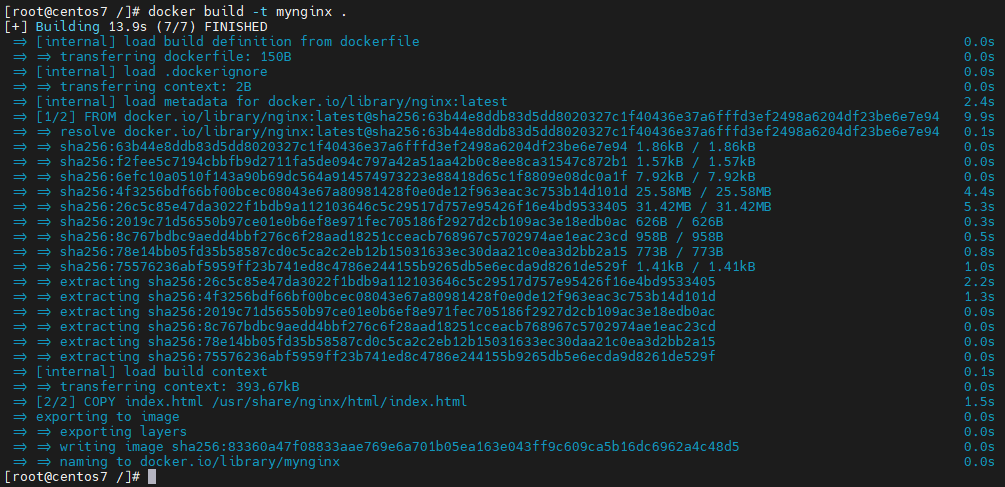 [root@centos7 /]# docker build -t mynginx .
[+] Building 13.9s (7/7) FINISHED
=> [internal] load build definition from dockerfile 0.0s
=> => transferring dockerfile: 150B 0.0s
=> [internal] load .dockerignore 0.0s
=> => transferring context: 2B 0.0s
=> [internal] load metadata for docker.io/library/nginx:latest 2.4s
=> [1/2] FROM docker.io/library/nginx:latest@sha256:63b44e8ddb83d5dd8020327c1f40436e37a6fffd3ef2498a6204df23be6e7e94 9.9s
=> => resolve docker.io/library/nginx:latest@sha256:63b44e8ddb83d5dd8020327c1f40436e37a6fffd3ef2498a6204df23be6e7e94 0.1s
=> => sha256:63b44e8ddb83d5dd8020327c1f40436e37a6fffd3ef2498a6204df23be6e7e94 1.86kB / 1.86kB 0.0s
=> => sha256:f2fee5c7194cbbfb9d2711fa5de094c797a42a51aa42b0c8ee8ca31547c872b1 1.57kB / 1.57kB 0.0s
=> => sha256:6efc10a0510f143a90b69dc564a914574973223e88418d65c1f8809e08dc0a1f 7.92kB / 7.92kB 0.0s
=> => sha256:4f3256bdf66bf00bcec08043e67a80981428f0e0de12f963eac3c753b14d101d 25.58MB / 25.58MB 4.4s
=> => sha256:26c5c85e47da3022f1bdb9a112103646c5c29517d757e95426f16e4bd9533405 31.42MB / 31.42MB 5.3s
=> => sha256:2019c71d56550b97ce01e0b6ef8e971fec705186f2927d2cb109ac3e18edb0ac 626B / 626B 0.3s
=> => sha256:8c767bdbc9aedd4bbf276c6f28aad18251cceacb768967c5702974ae1eac23cd 958B / 958B 0.5s
=> => sha256:78e14bb05fd35b58587cd0c5ca2c2eb12b15031633ec30daa21c0ea3d2bb2a15 773B / 773B 0.8s
=> => sha256:75576236abf5959ff23b741ed8c4786e244155b9265db5e6ecda9d8261de529f 1.41kB / 1.41kB 1.0s
=> => extracting sha256:26c5c85e47da3022f1bdb9a112103646c5c29517d757e95426f16e4bd9533405 2.2s
=> => extracting sha256:4f3256bdf66bf00bcec08043e67a80981428f0e0de12f963eac3c753b14d101d 1.3s
=> => extracting sha256:2019c71d56550b97ce01e0b6ef8e971fec705186f2927d2cb109ac3e18edb0ac 0.0s
=> => extracting sha256:8c767bdbc9aedd4bbf276c6f28aad18251cceacb768967c5702974ae1eac23cd 0.0s
=> => extracting sha256:78e14bb05fd35b58587cd0c5ca2c2eb12b15031633ec30daa21c0ea3d2bb2a15 0.0s
=> => extracting sha256:75576236abf5959ff23b741ed8c4786e244155b9265db5e6ecda9d8261de529f 0.0s
=> [internal] load build context 0.1s
=> => transferring context: 393.67kB 0.0s
=> [2/2] COPY index.html /usr/share/nginx/html/index.html 1.5s
=> exporting to image 0.0s
=> => exporting layers 0.0s
=> => writing image sha256:83360a47f08833aae769e6a701b05ea163e043ff9c609ca5b16dc6962a4c48d5 0.0s
=> => naming to docker.io/library/mynginx 0.0s
[root@centos7 /]#